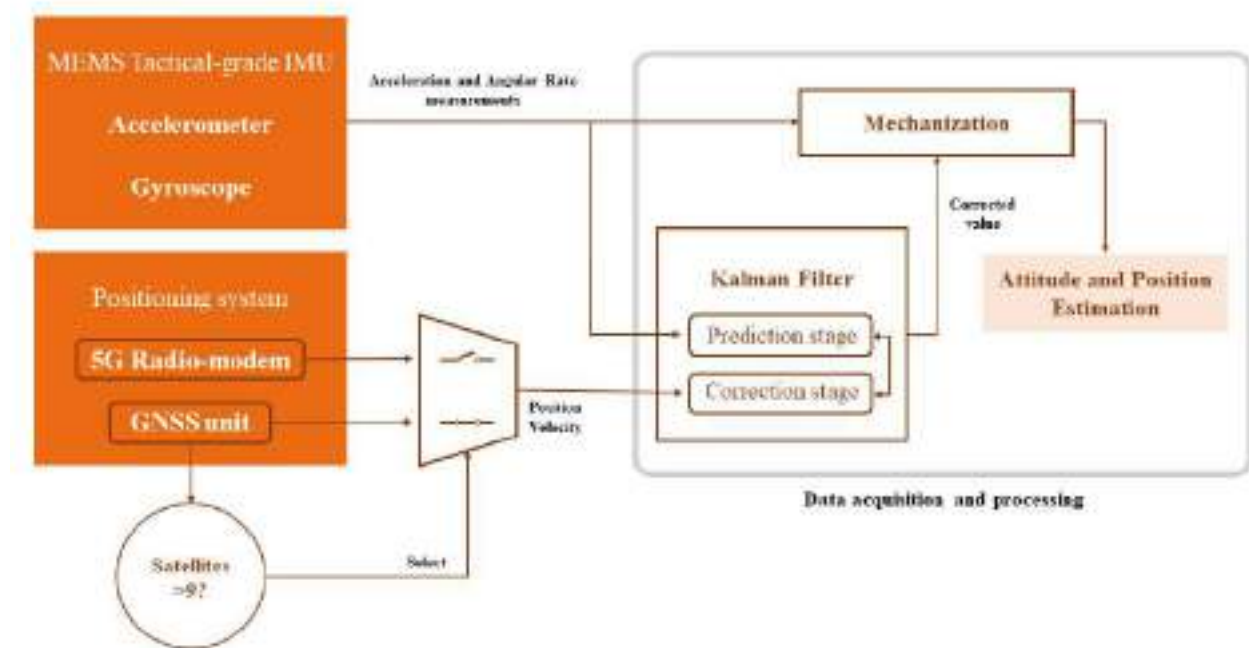 MEMS Tactical-grade IMU
Accelerometer
Gyroscope
Acceleration and Angular Rate
measurements
Mechanization
Corrected
value
Kalman Filter
Prediction stage
Correction stage
Attitude and Position
Estimation
Positioning system
5G Radio-modem
GNSS unit
Position
Velocity
Data acquisition and processing
Select
Satellites
>9?